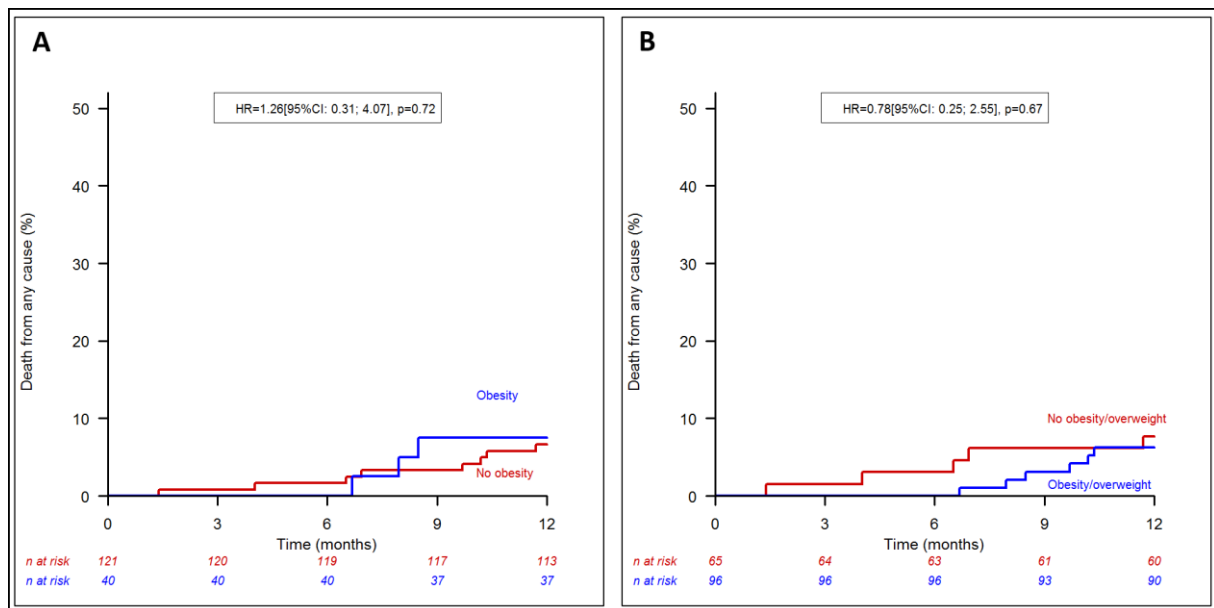 A
HR=1.26[95%CI: 0.31; 4.07], p=0.72
Death from any cause (%)
50
40
30
20
10
0
Obesity
No obesity
0 3 6 9 12
Time (months)
n at risk 121 120 119 117 113
n at risk 40 40 40 37 37
B
HR=0.78[95%CI: 0.25; 2.55], p=0.67
Death from any cause (%)
50
40
30
20
10
0
No obesity/overweight
Obesity/overweight
0 3 6 9 12
Time (months)
n at risk 65 64 63 61 60
n at risk 96 96 96 93 90